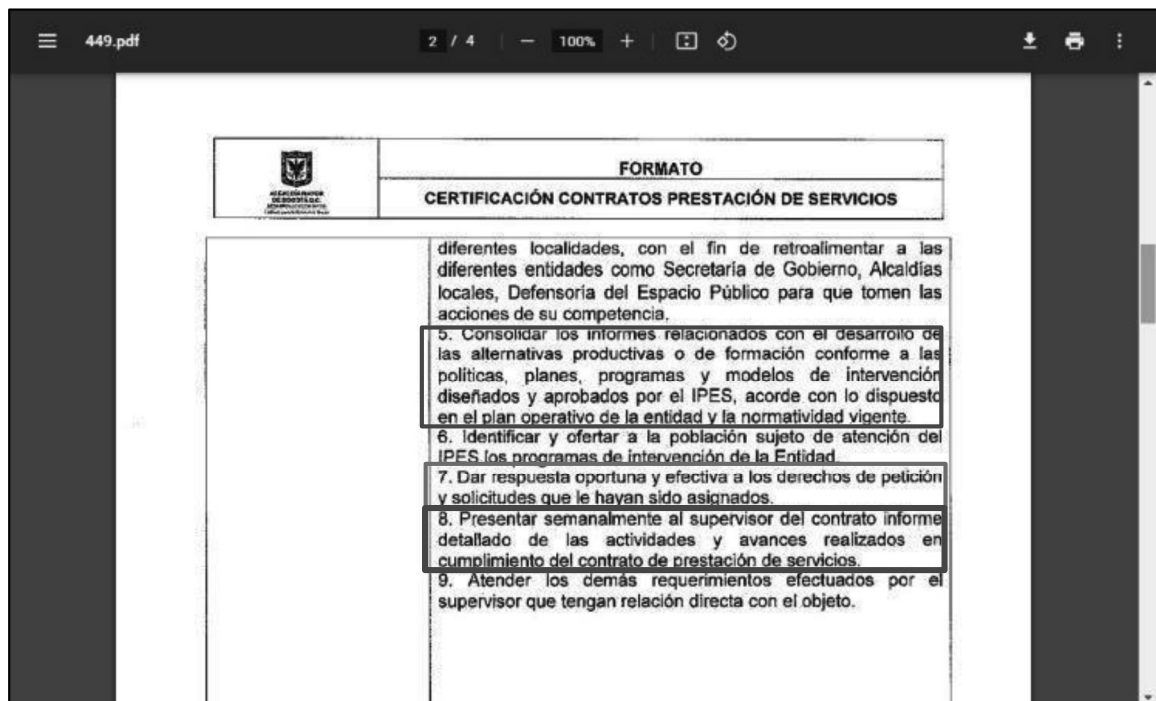 449.pdf
2 / 4
100%
ALCALDÍA MAYOR
DE BOGOTÁ D.C.
FORMATO
CERTIFICACIÓN CONTRATOS PRESTACIÓN DE SERVICIOS
diferentes localidades, con el fin de retroalimentar a las
diferentes entidades como Secretaría de Gobierno, Alcaldías
locales, Defensoría del Espacio Público para que tomen las
acciones de su competencia.
5. Consolidar los informes relacionados con el desarrollo de
las alternativas productivas o de formación conforme a las
políticas, planes, programas y modelos de intervención
diseñados y aprobados por el IPES, acorde con lo dispuesto
en el plan operativo de la entidad y la normatividad vigente.
6. Identificar y ofertar a la población sujeto de atención del
IPES los programas de intervención de la Entidad.
7. Dar respuesta oportuna y efectiva a los derechos de petición
y solicitudes que le hayan sido asignados.
8. Presentar semanalmente al supervisor del contrato informe
detallado de las actividades y avances realizados en
cumplimiento del contrato de prestación de servicios.
9. Atender los demás requerimientos efectuados por el
supervisor que tengan relación directa con el objeto.